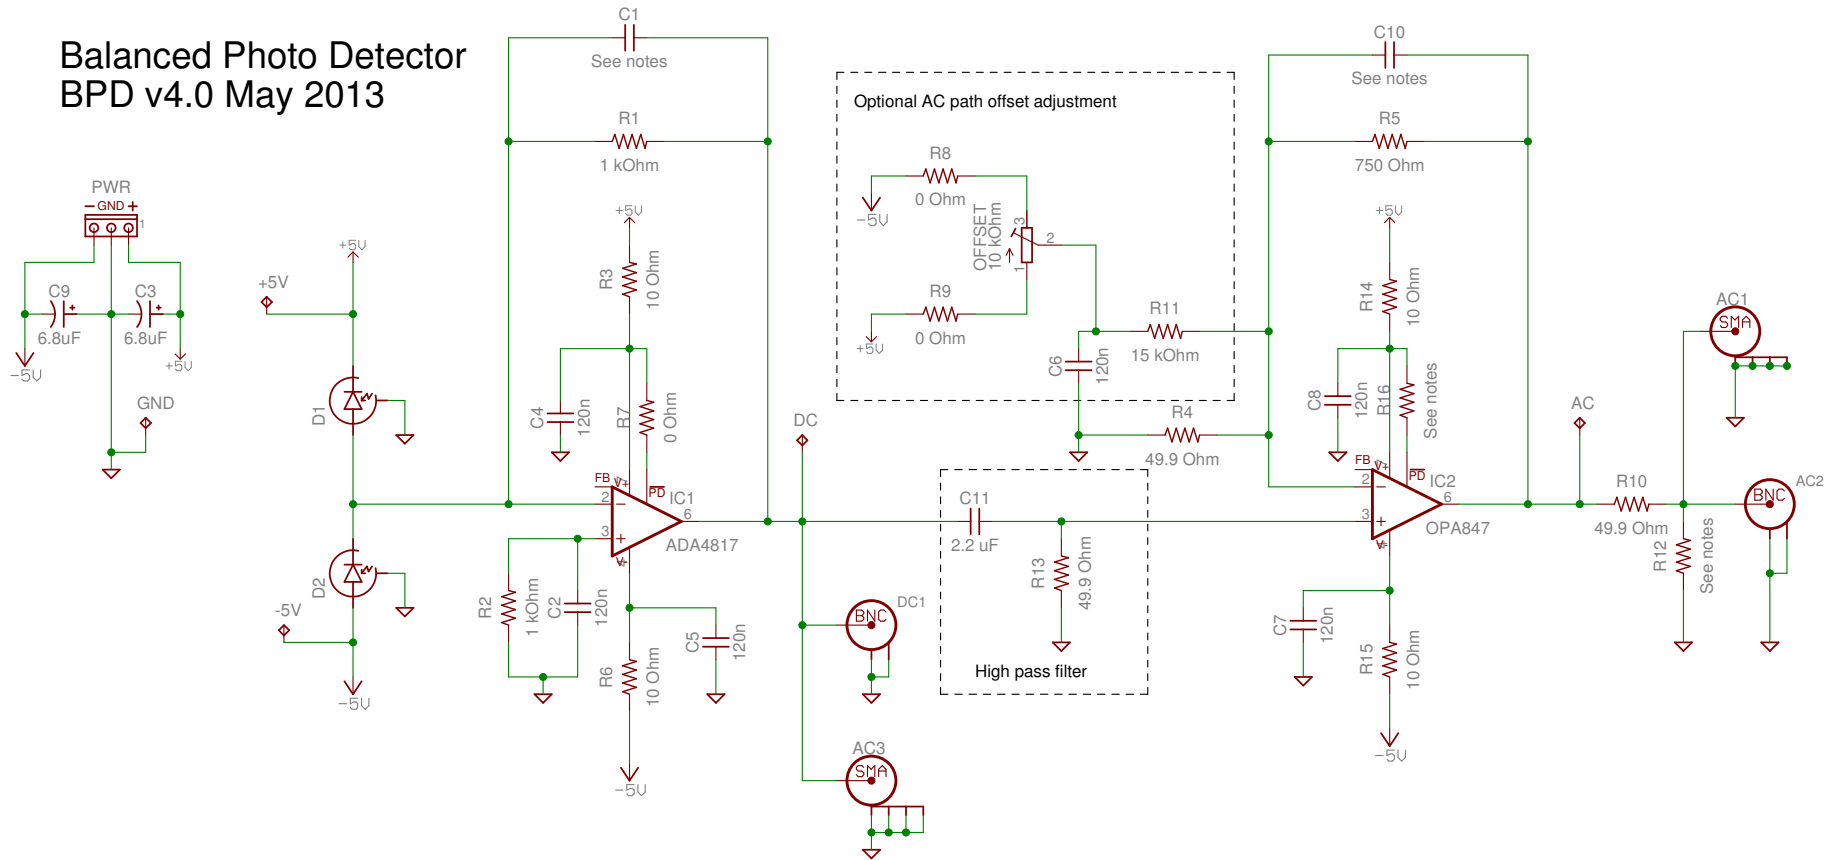 Balanced Photo Detector
BPD v4.0 May 2013
PWR
GND
1
C9
6.8uF
C3
6.8uF
-5V
+5V
GND
+5V
+5V
D1
D2
-5V
-5V
C1
See notes
R1
1 kOhm
+5V
R3
10 Ohm
C4
120n
R7
0 Ohm
FB
V+
PD
IC1
2
3
6
V-
ADA4817
R2
1 kOhm
C2
120n
C5
120n
R6
10 Ohm
-5V
DC
BNC
DC1
AC3
SMA
Optional AC path offset adjustment
R8
0 Ohm
-5V
OFFSET
10 kOhm
3
2
1
R9
0 Ohm
+5V
R11
15 kOhm
C6
120n
R4
49.9 Ohm
C11
2.2 uF
R13
49.9 Ohm
High pass filter
C10
See notes
R5
750 Ohm
+5V
R14
10 Ohm
C8
120n
R16
See notes
FB
V+
PD
IC2
2
3
6
V-
OPA847
C7
120n
R15
10 Ohm
-5V
AC
R10
49.9 Ohm
R12
See notes
AC1
SMA
AC2
BNC